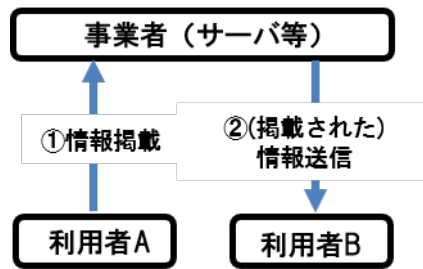 事業者（サーバ等）
①情報掲載
②(掲載された)
情報送信
利用者A
利用者B